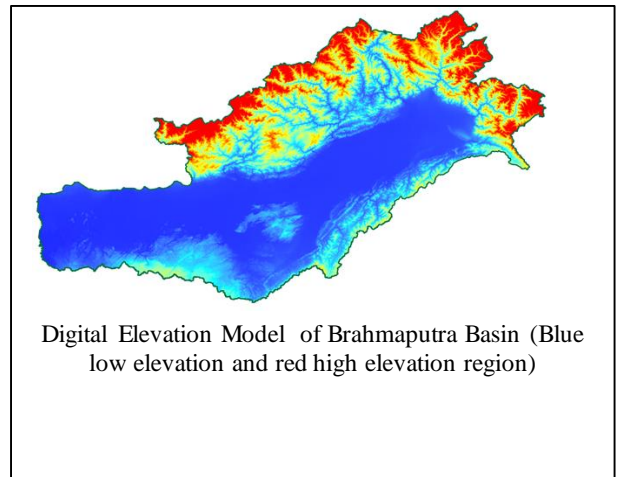 Digital Elevation Model of Brahmaputra Basin (Blue
low elevation and red high elevation region)